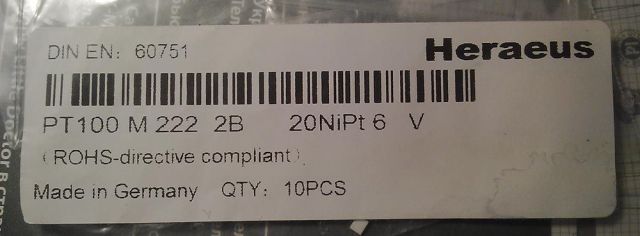 DIN EN: 60751 Heraeus
PT100 M 222 2B 20NiPt 6 V
(ROHS-directive compliant)
Made in Germany QTY: 10PCS